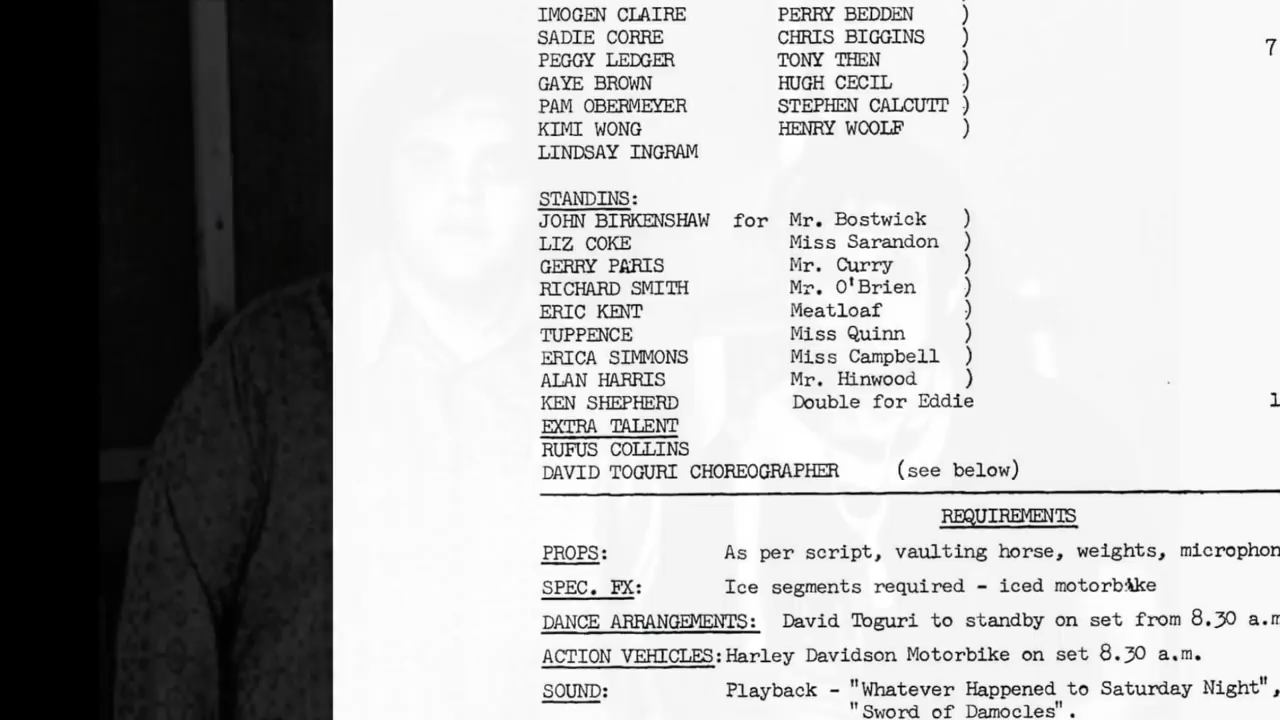 IMOGEN CLAIRE PERRY BEDDEN )
SADIE CORRE CHRIS BIGGINS ) 7
PEGGY LEDGER TONY THEN )
GAYE BROWN HUGH CECIL )
PAM OBERMEYER STEPHEN CALCUTT )
KIMI WONG HENRY WOOLF )
LINDSAY INGRAM
STANDINS:
JOHN BIRKENSHAW for Mr. Bostwick )
LIZ COKE Miss Sarandon )
GERRY PARIS Mr. Curry )
RICHARD SMITH Mr. O'Brien )
ERIC KENT Meatloaf )
TUPPENCE Miss Quinn )
ERICA SIMMONS Miss Campbell )
ALAN HARRIS Mr. Hinwood )
KEN SHEPHERD Double for Eddie 1
EXTRA TALENT
RUFUS COLLINS
DAVID TOGURI CHOREOGRAPHER (see below)
REQUIREMENTS
PROPS: As per script, vaulting horse, weights, microphon
SPEC. FX: Ice segments required - iced motorbike
DANCE ARRANGEMENTS: David Toguri to standby on set from 8.30 a.m
ACTION VEHICLES: Harley Davidson Motorbike on set 8.30 a.m.
SOUND: Playback - "Whatever Happened to Saturday Night",
"Sword of Damocles".